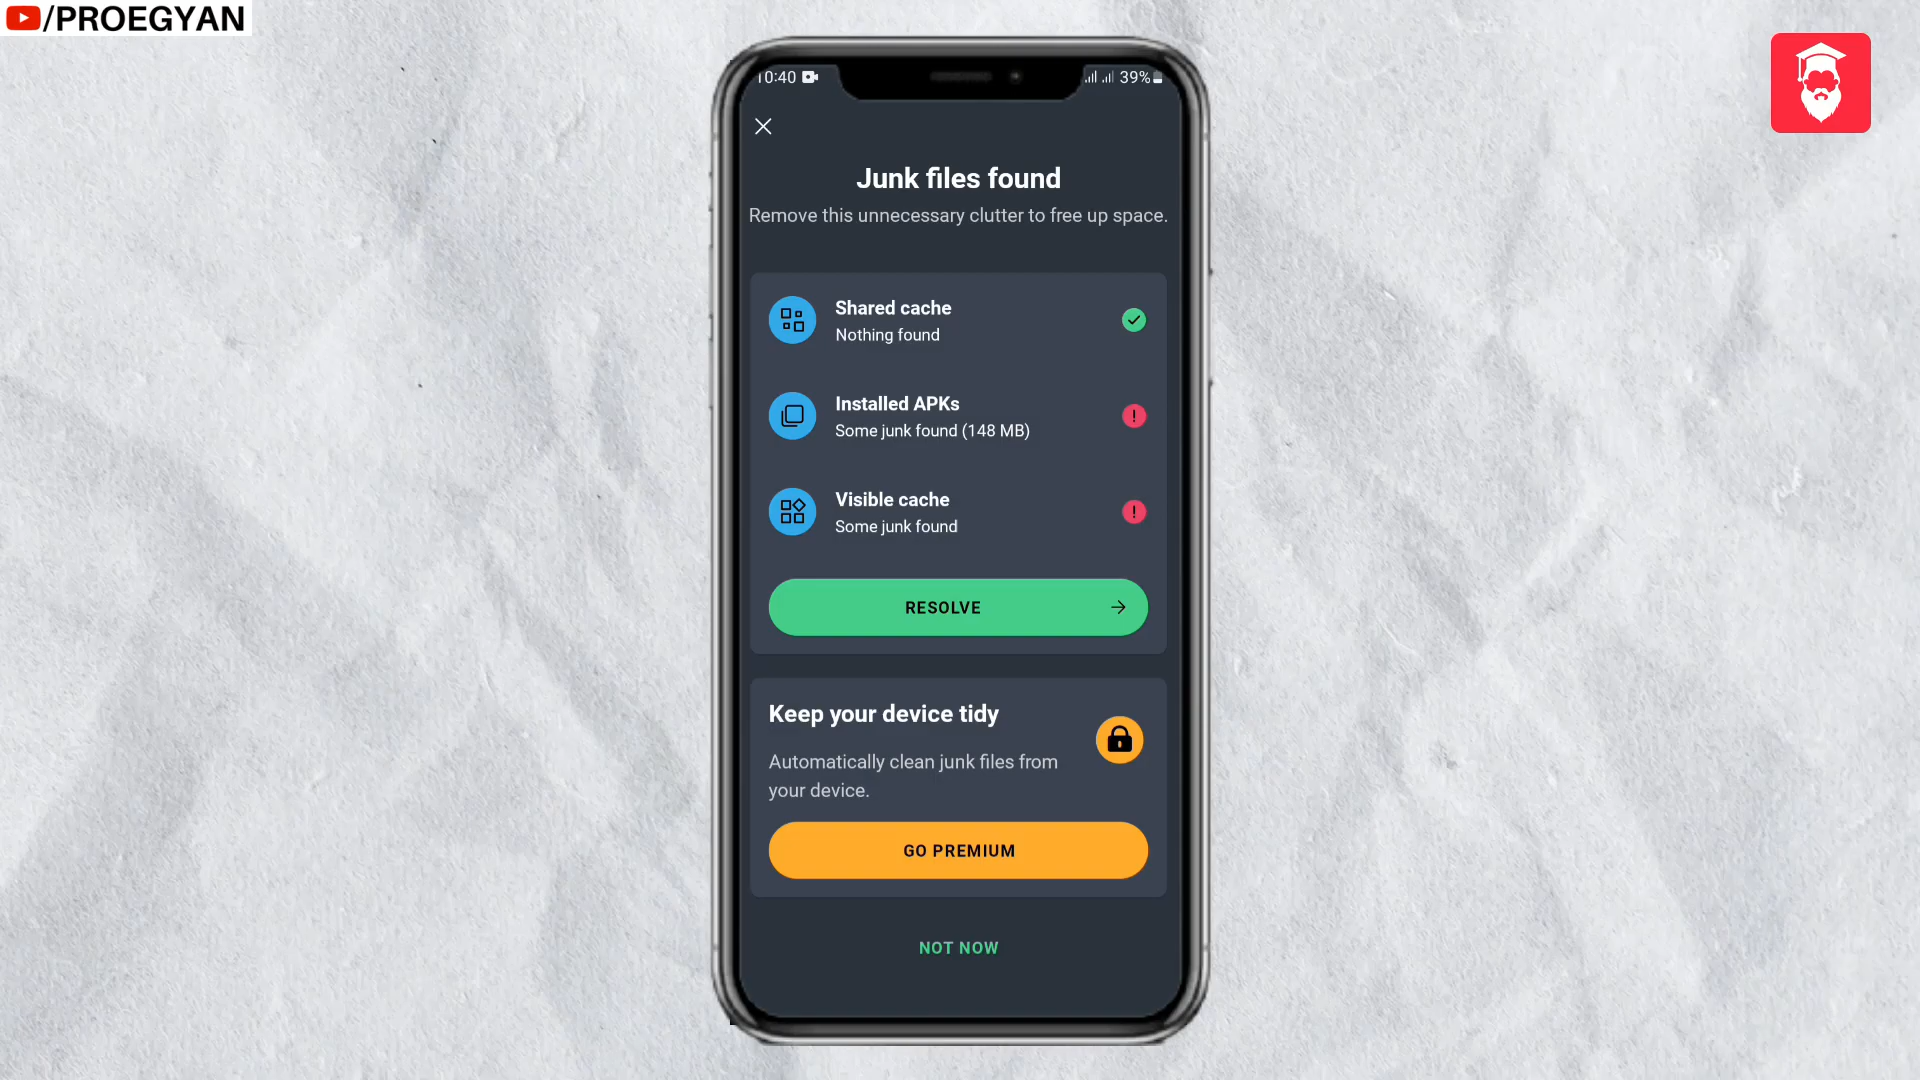 /PROEGYAN
10:40
39%
Junk files found
Remove this unnecessary clutter to free up space.
Shared cache
Nothing found
Installed APKs
Some junk found (148 MB)
Visible cache
Some junk found
RESOLVE
Keep your device tidy
Automatically clean junk files from
your device.
GO PREMIUM
NOT NOW